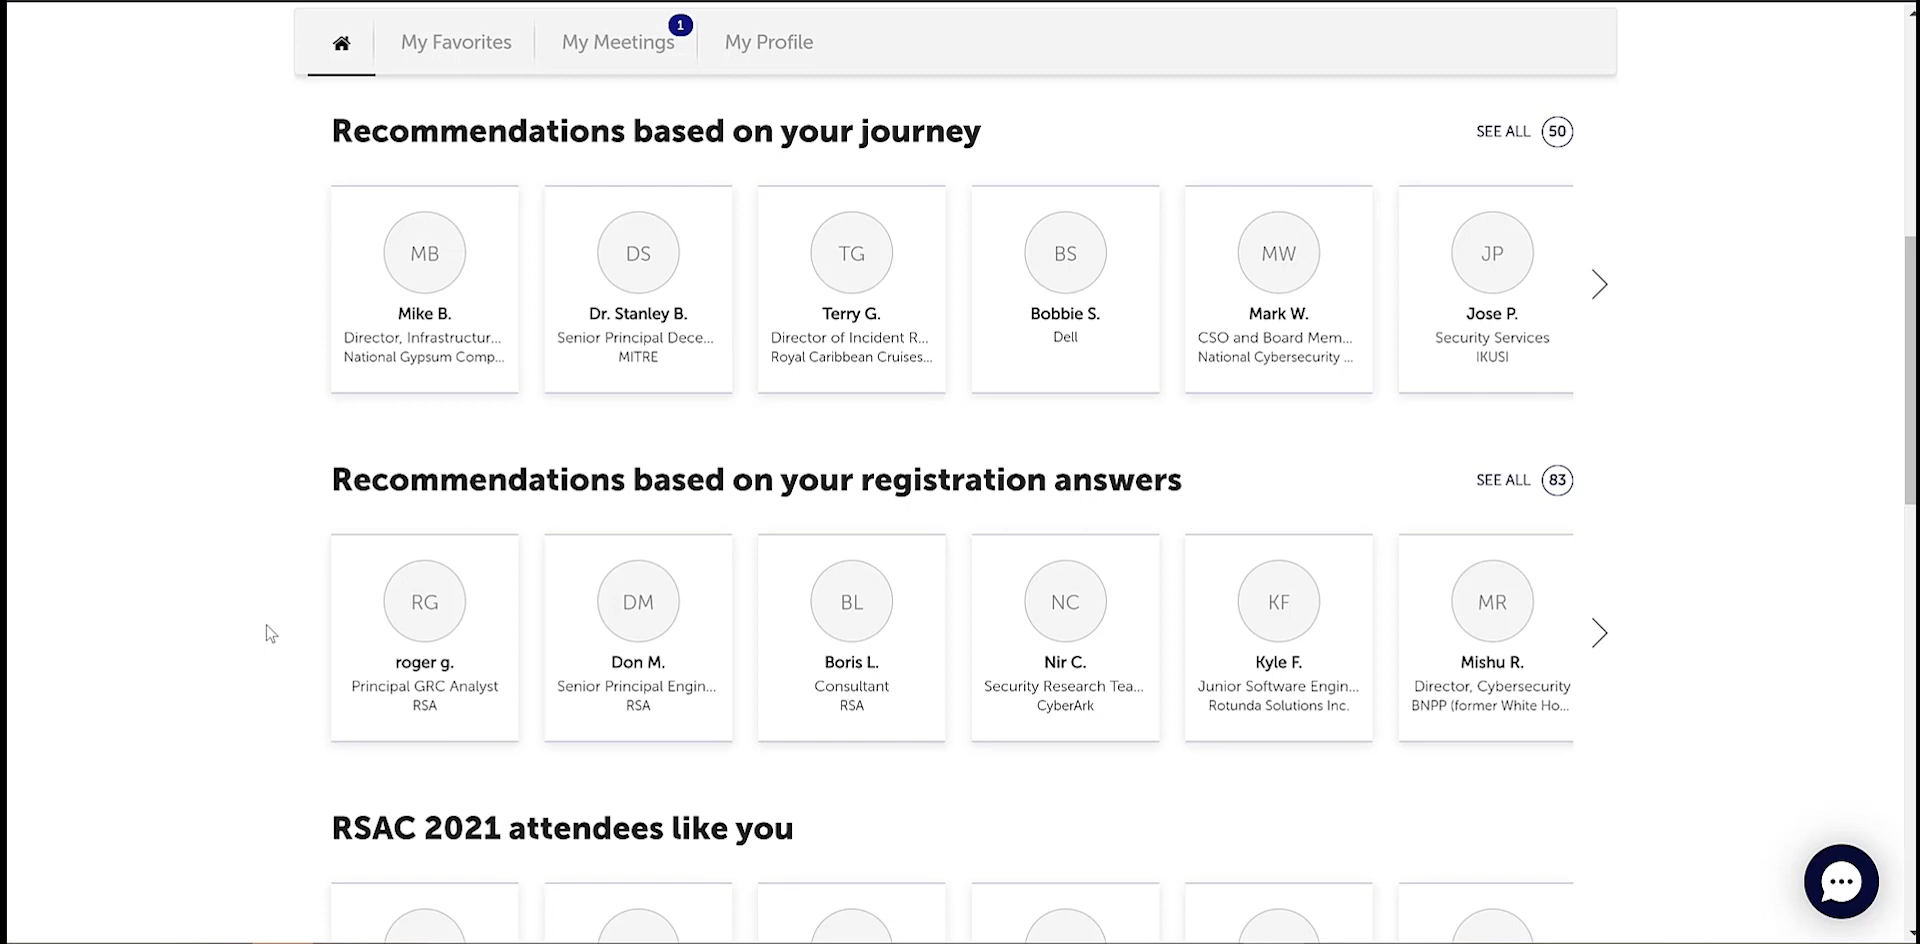 My Favorites
My Meetings
1
My Profile
Recommendations based on your journey
SEE ALL 50
MB
Mike B.
Director, Infrastructur...
National Gypsum Comp...
DS
Dr. Stanley B.
Senior Principal Dece...
MITRE
TG
Terry G.
Director of Incident R...
Royal Caribbean Cruises...
BS
Bobbie S.
Dell
MW
Mark W.
CSO and Board Mem...
National Cybersecurity ...
JP
Jose P.
Security Services
IKUSI
Recommendations based on your registration answers
SEE ALL 83
RG
roger g.
Principal GRC Analyst
RSA
DM
Don M.
Senior Principal Engin...
RSA
BL
Boris L.
Consultant
RSA
NC
Nir C.
Security Research Tea...
CyberArk
KF
Kyle F.
Junior Software Engin...
Rotunda Solutions Inc.
MR
Mishu R.
Director, Cybersecurity
BNPP (former White Ho...
RSAC 2021 attendees like you